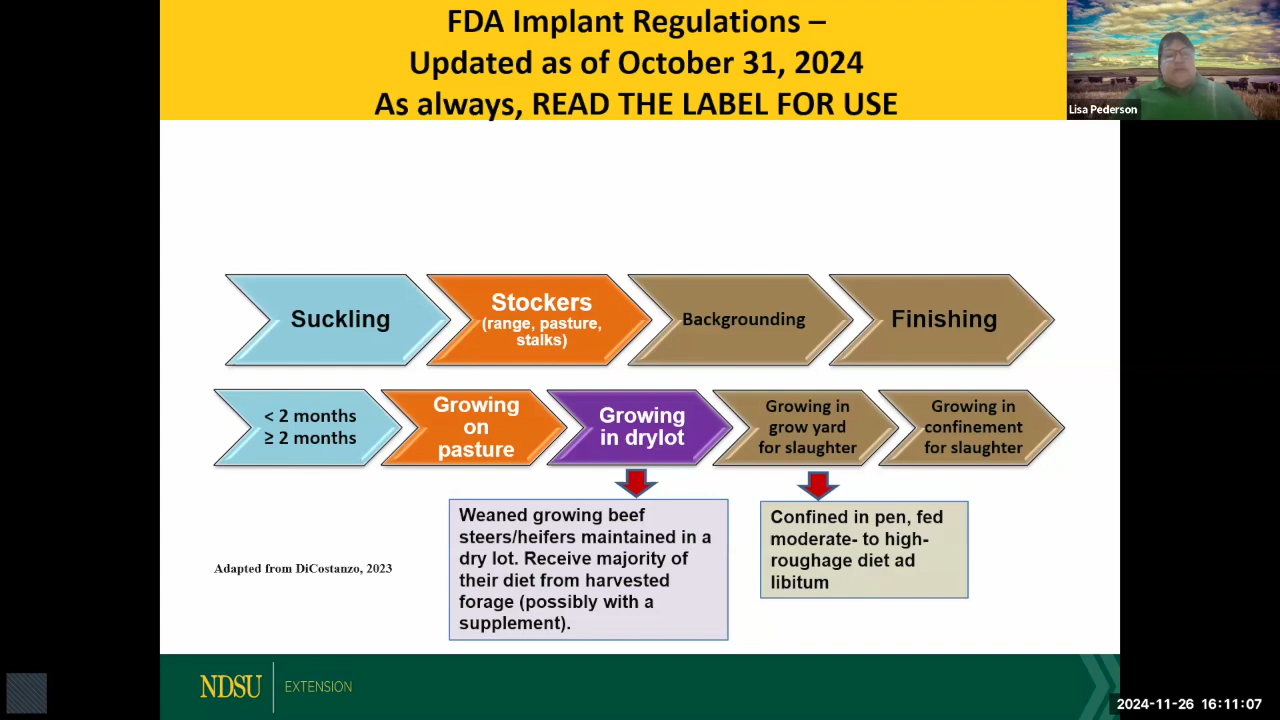 FDA Implant Regulations –
Updated as of October 31, 2024
As always, READ THE LABEL FOR USE
Lisa Pederson
Suckling
Stockers
(range, pasture,
stalks)
Backgrounding
Finishing
< 2 months
≥ 2 months
Growing
on
pasture
Growing
in drylot
Growing in
grow yard
for slaughter
Growing in
confinement
for slaughter
Weaned growing beef
steers/heifers maintained in a
dry lot. Receive majority of
their diet from harvested
forage (possibly with a
supplement).
Confined in pen, fed
moderate- to high-
roughage diet ad
libitum
Adapted from DiCostanzo, 2023
NDSU
EXTENSION
2024-11-26 16:11:07